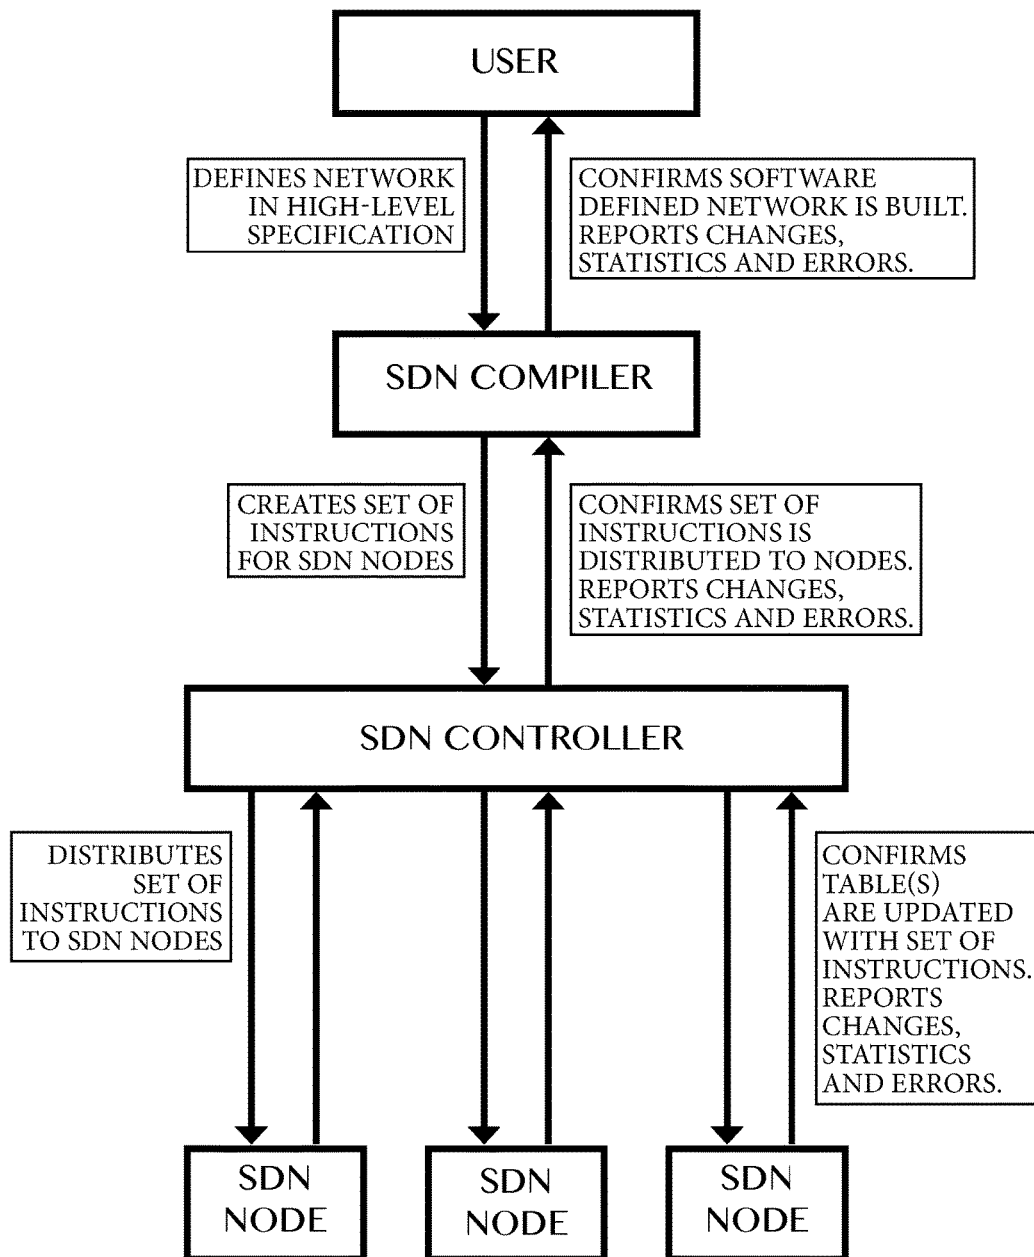 USER
DEFINES NETWORK
IN HIGH-LEVEL
SPECIFICATION
CONFIRMS SOFTWARE
DEFINED NETWORK IS BUILT.
REPORTS CHANGES,
STATISTICS AND ERRORS.
SDN COMPILER
CREATES SET OF
INSTRUCTIONS
FOR SDN NODES
CONFIRMS SET OF
INSTRUCTIONS IS
DISTRIBUTED TO NODES.
REPORTS CHANGES,
STATISTICS AND ERRORS.
SDN CONTROLLER
DISTRIBUTES
SET OF
INSTRUCTIONS
TO SDN NODES
CONFIRMS
TABLE(S)
ARE UPDATED
WITH SET OF
INSTRUCTIONS.
REPORTS
CHANGES,
STATISTICS
AND ERRORS.
SDN
NODE
SDN
NODE
SDN
NODE